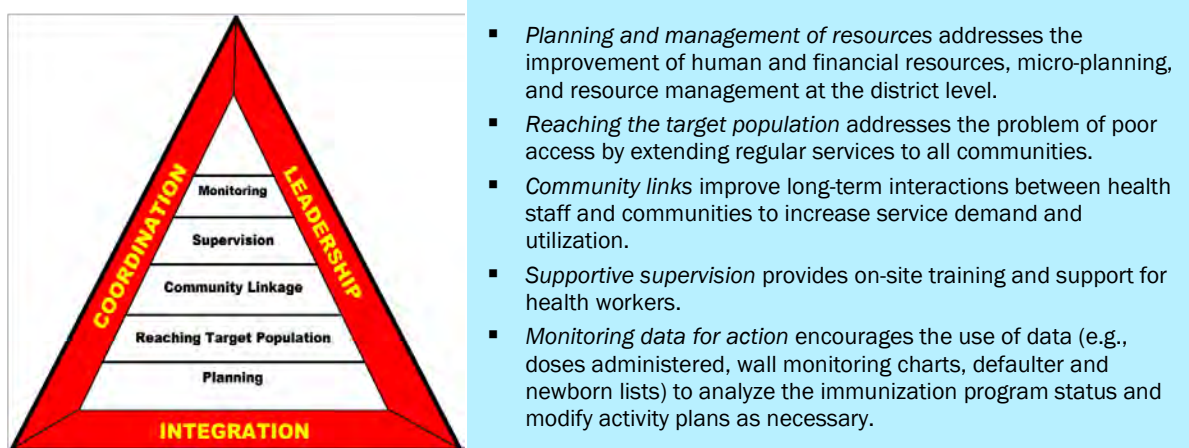 COORDINATION
LEADERSHIP
Monitoring
Supervision
Community Linkage
Reaching Target Population
Planning
INTEGRATION
▪ Planning and management of resources addresses the
improvement of human and financial resources, micro-planning,
and resource management at the district level.
▪ Reaching the target population addresses the problem of poor
access by extending regular services to all communities.
▪ Community links improve long-term interactions between health
staff and communities to increase service demand and
utilization.
▪ Supportive supervision provides on-site training and support for
health workers.
▪ Monitoring data for action encourages the use of data (e.g.,
doses administered, wall monitoring charts, defaulter and
newborn lists) to analyze the immunization program status and
modify activity plans as necessary.